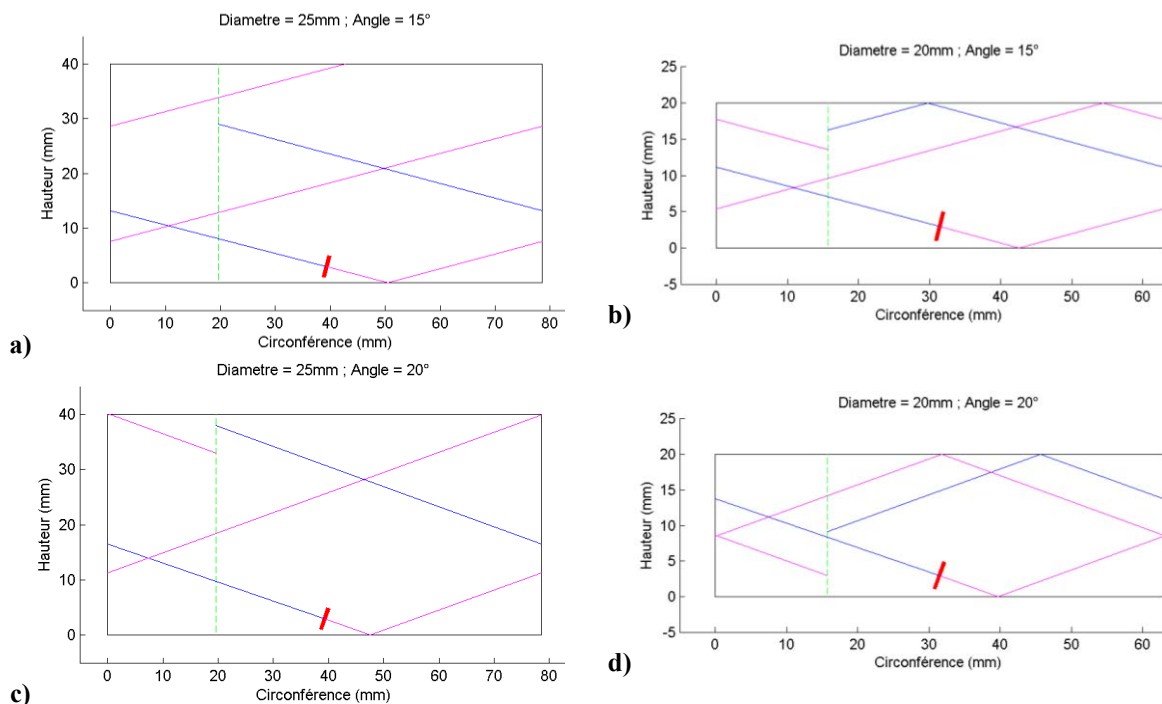 Diametre = 25mm ; Angle = 15°
40
30
20
10
0
Hauteur (mm)
0 10 20 30 40 50 60 70 80
Circonférence (mm)
a)
Diametre = 20mm ; Angle = 15°
25
20
15
10
5
0
-5
Hauteur (mm)
0 10 20 30 40 50 60
Circonférence (mm)
b)
Diametre = 25mm ; Angle = 20°
40
30
20
10
0
Hauteur (mm)
0 10 20 30 40 50 60 70 80
Circonférence (mm)
c)
Diametre = 20mm ; Angle = 20°
25
20
15
10
5
0
-5
Hauteur (mm)
0 10 20 30 40 50 60
Circonférence (mm)
d)